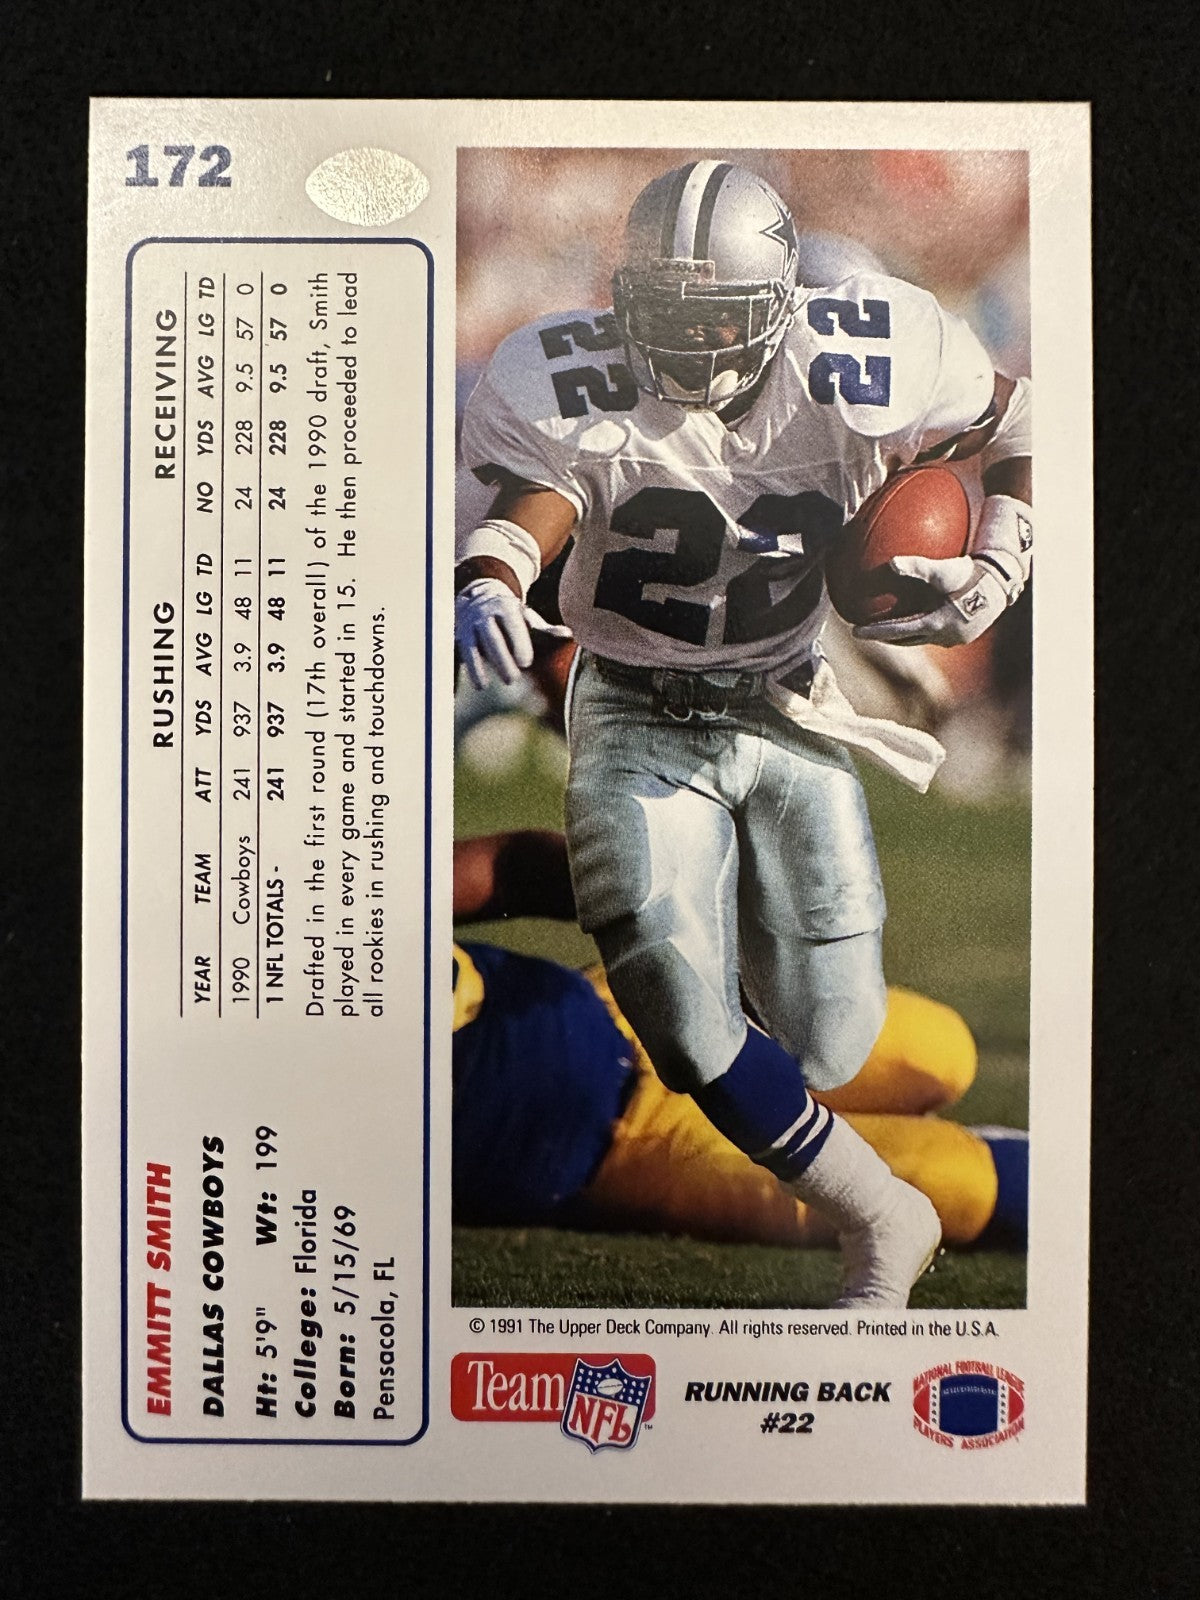 172
EMMITT SMITH
DALLAS COWBOYS
Ht: 5'9" Wt: 199
College: Florida
Born: 5/15/69
Pensacola, FL
RUSHING RECEIVING
YEAR TEAM ATT YDS AVG LG TD NO YDS AVG LG TD
1990 Cowboys 241 937 3.9 48 11 24 228 9.5 57 0
1 NFL TOTALS - 241 937 3.9 48 11 24 228 9.5 57 0
Drafted in the first round (17th overall) of the 1990 draft, Smith
played in every game and started in 15. He then proceeded to lead
all rookies in rushing and touchdowns.
22
22
22
© 1991 The Upper Deck Company. All rights reserved. Printed in the U.S.A.
Team NFL
TM
RUNNING BACK
#22
NATIONAL FOOTBALL LEAGUE
PLAYERS ASSOCIATION